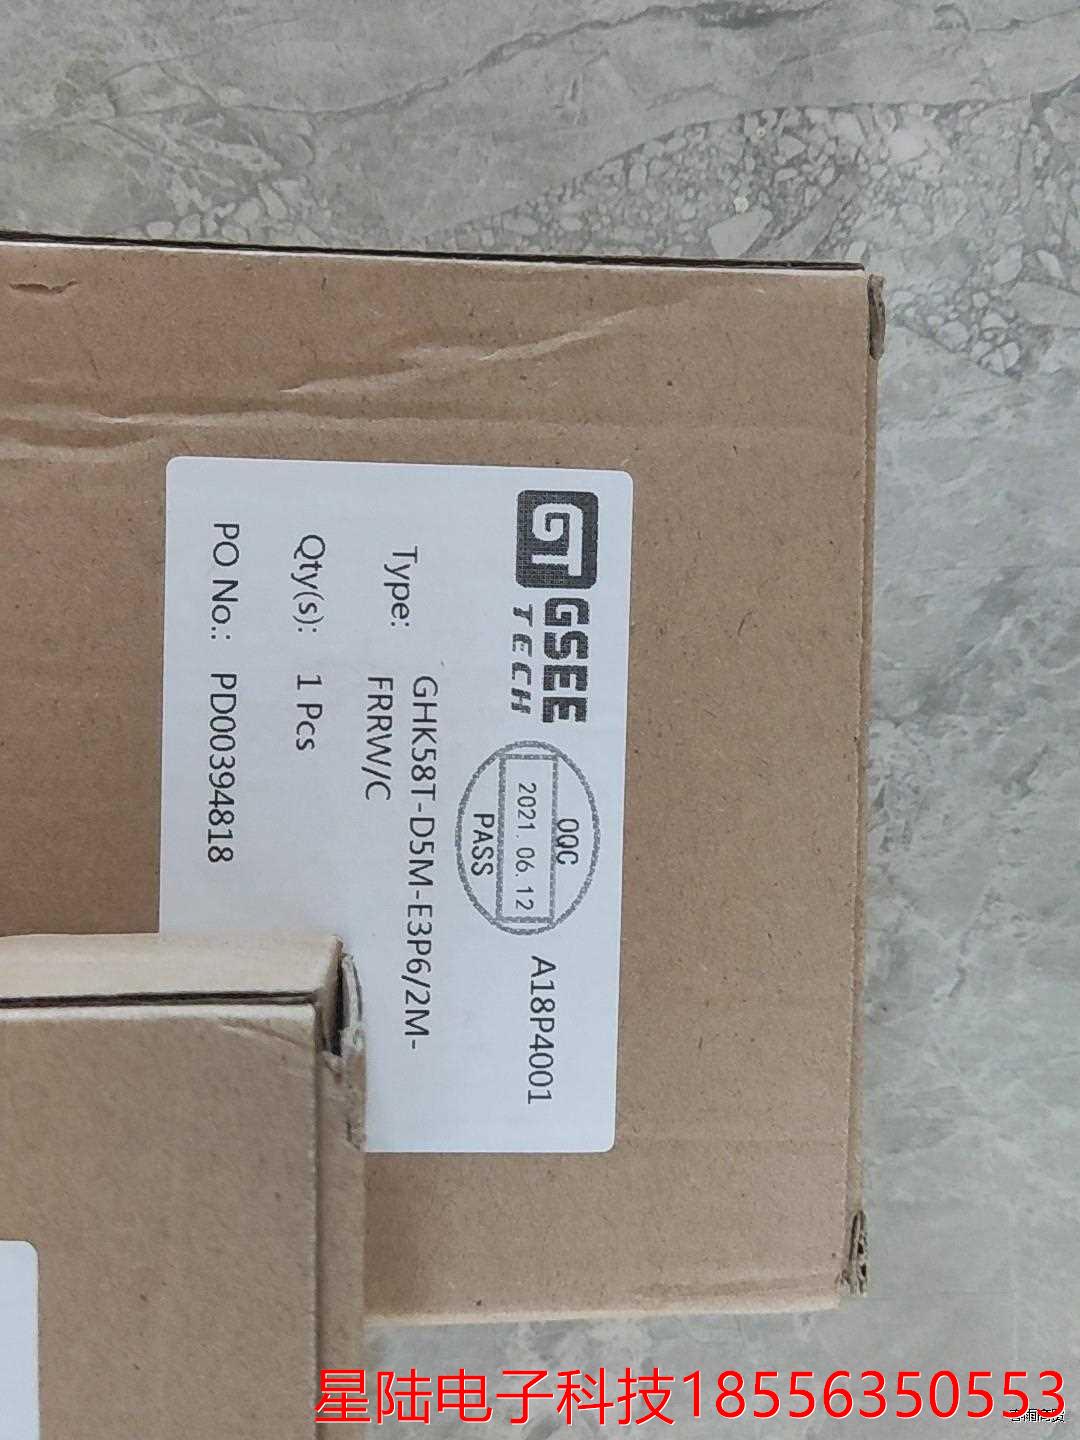 GT GSEE
TECH
OQC
2021.06.12
PASS
A18P4001
Type: GHK58T-D5M-E3P6/2M-
FRRW/C
Qty(s): 1 Pcs
PO No.: PD00394818
星陆电子科技18556350553